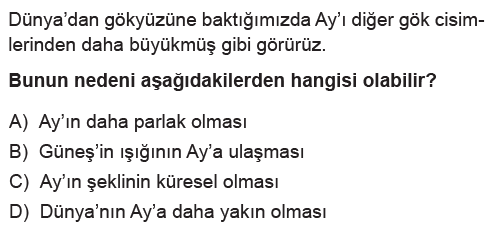 Dünya’dan gökyüzüne baktığımızda Ay’ı diğer gök cisim-
lerinden daha büyükmüş gibi görürüz.
Bunun nedeni aşağıdakilerden hangisi olabilir?
A) Ay’ın daha parlak olması
B) Güneş’in ışığının Ay’a ulaşması
C) Ay’ın şeklinin küresel olması
D) Dünya’nın Ay’a daha yakın olması